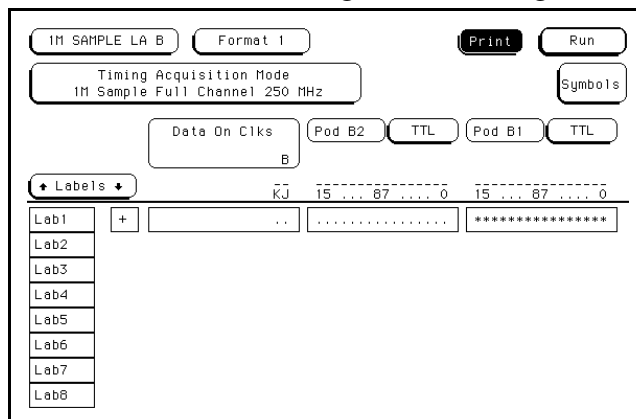 1M SAMPLE LA B Format 1 Print Run
Timing Acquisition Mode
1M Sample Full Channel 250 MHz
Symbols
Data On Clks
B
Pod B2 TTL Pod B1 TTL
↑ Labels ↓
KJ 15 ... 87 .... 0 15 ... 87 .... 0
Lab1 + .. ................ ****************
Lab2
Lab3
Lab4
Lab5
Lab6
Lab7
Lab8